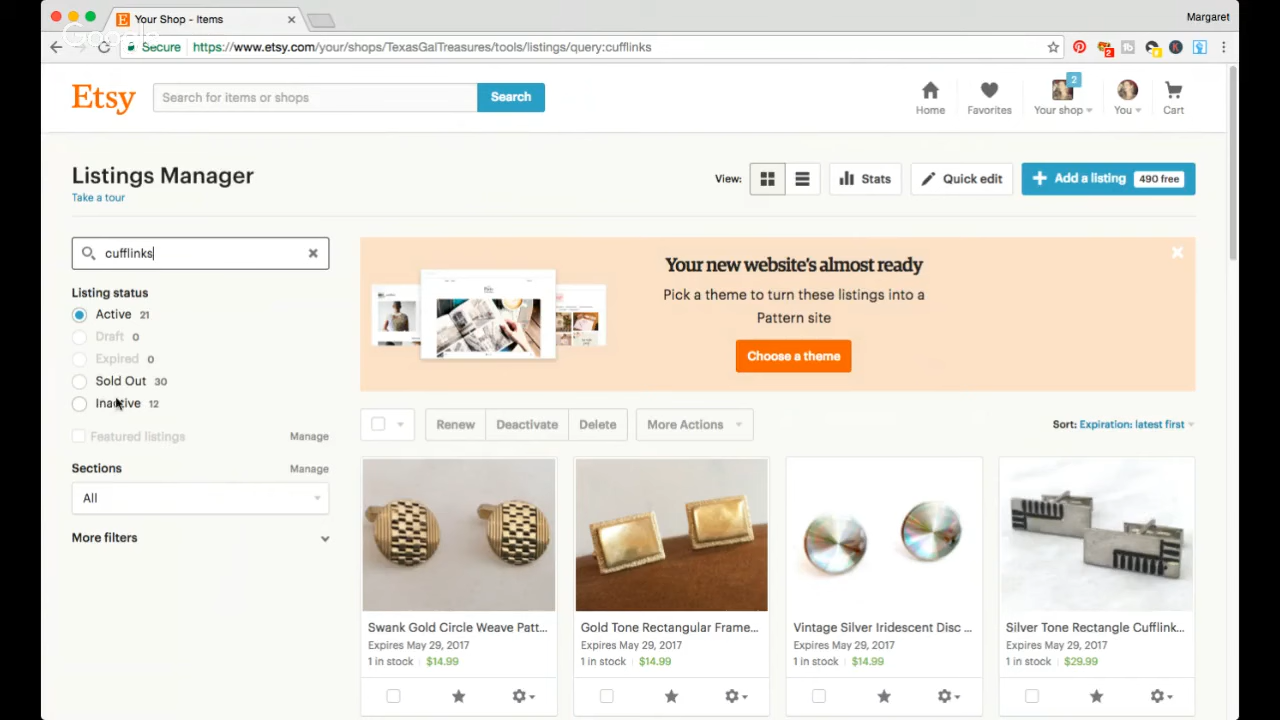 Your Shop - Items
Margaret
Google
Secure
https://www.etsy.com/your/shops/TexasGalTreasures/tools/listings/query:cufflinks
2
Etsy
Search for items or shops
Search
2
Home
Favorites
Your shop
You
Cart
Listings Manager
Take a tour
View:
Stats
Quick edit
Add a listing
490 free
cufflinks
Listing status
Active 21
Draft 0
Expired 0
Sold Out 30
Inactive 12
Featured listings
Manage
Sections
Manage
All
More filters
Your new website's almost ready
Pick a theme to turn these listings into a
Pattern site
Choose a theme
Renew
Deactivate
Delete
More Actions
Sort: Expiration: latest first
Swank Gold Circle Weave Patt...
Expires May 29, 2017
1 in stock $14.99
Gold Tone Rectangular Frame...
Expires May 29, 2017
1 in stock $14.99
Vintage Silver Iridescent Disc ...
Expires May 29, 2017
1 in stock $14.99
Silver Tone Rectangle Cufflink...
Expires May 29, 2017
1 in stock $29.99